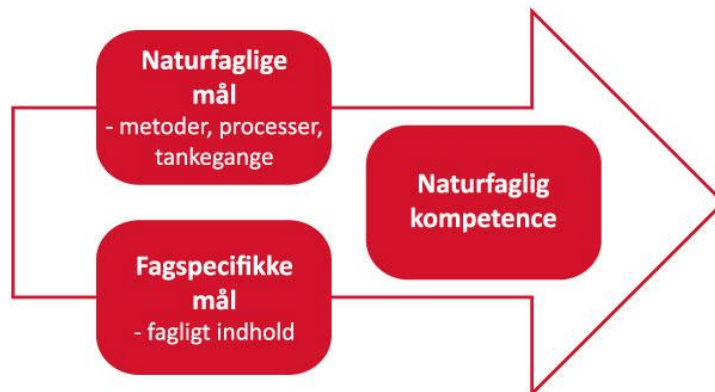 Naturfaglige
mål
- metoder, processer,
tankegange
Naturfaglig
kompetence
Fagspecifikke
mål
- fagligt indhold